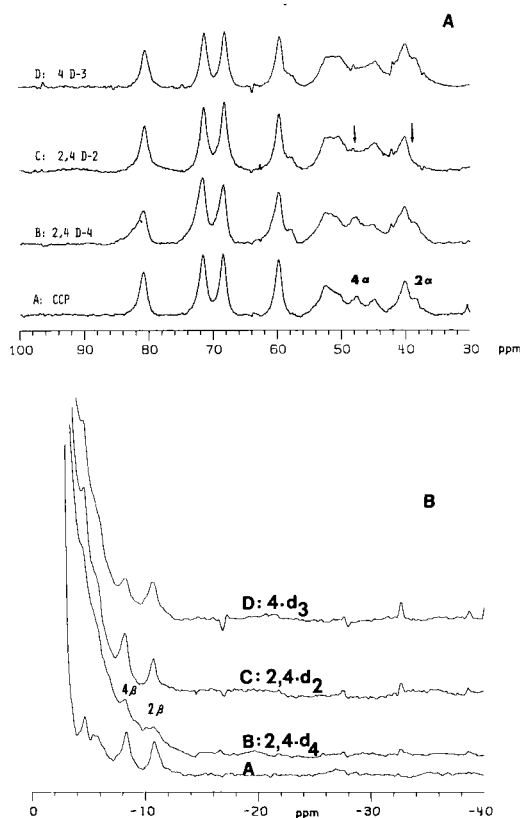 A
D: 4 D-3
C: 2,4 D-2
B: 2,4 D-4
4α 2α
A: CCP
100 90 80 70 60 50 40 30 ppm
B
D: 4·d3
C: 2,4·d2
4β
2β
B: 2,4·d4
A
0 -10 -20 -30 -40
ppm